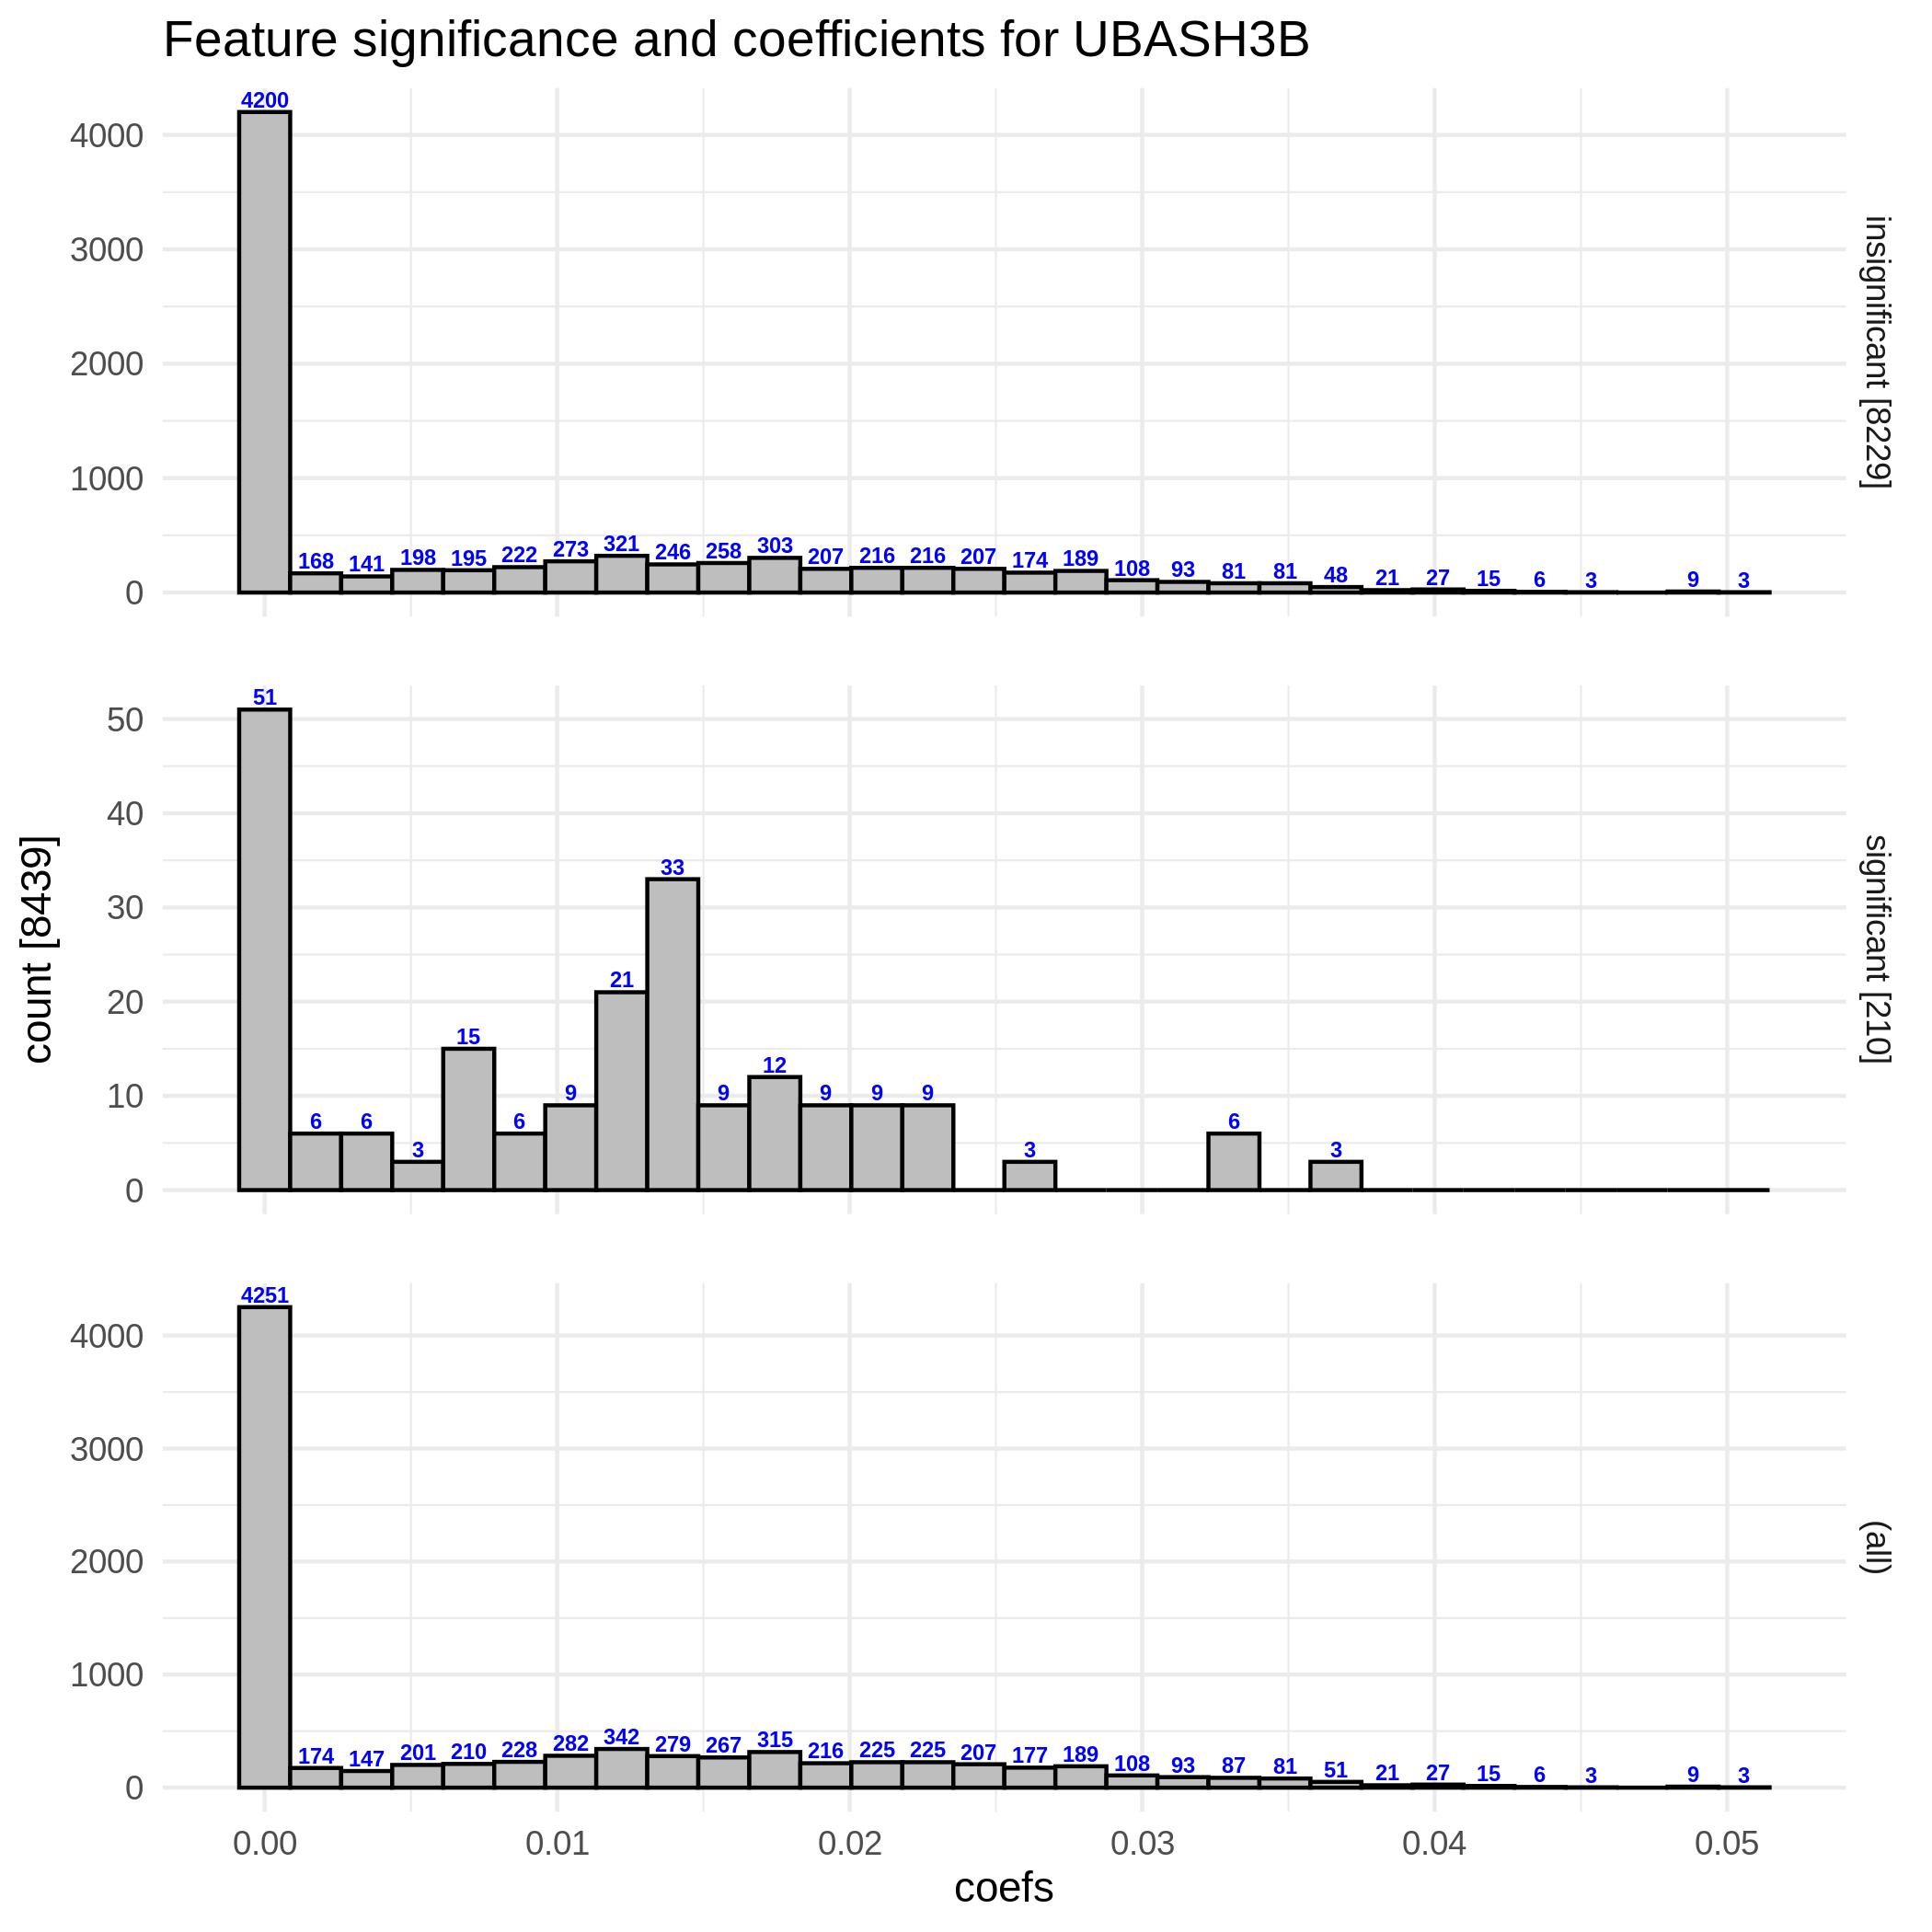 Feature significance and coefficients for UBASH3B
4200
4000
3000
2000
1000
0
168 141 198 195 222 273 321 246 258 303 207 216 216 207 174 189 108 93 81 81 48 21 27 15 6 3 9 3
insignificant [8229]
51
50
40
30
20
10
0
6 6 3 15 6 9 21 33 9 12 9 9 9 3 6 3
significant [210]
count [8439]
4251
4000
3000
2000
1000
0
174 147 201 210 228 282 342 279 267 315 216 225 225 207 177 189 108 93 87 81 51 21 27 15 6 3 9 3
(all)
0.00 0.01 0.02 0.03 0.04 0.05
coefs